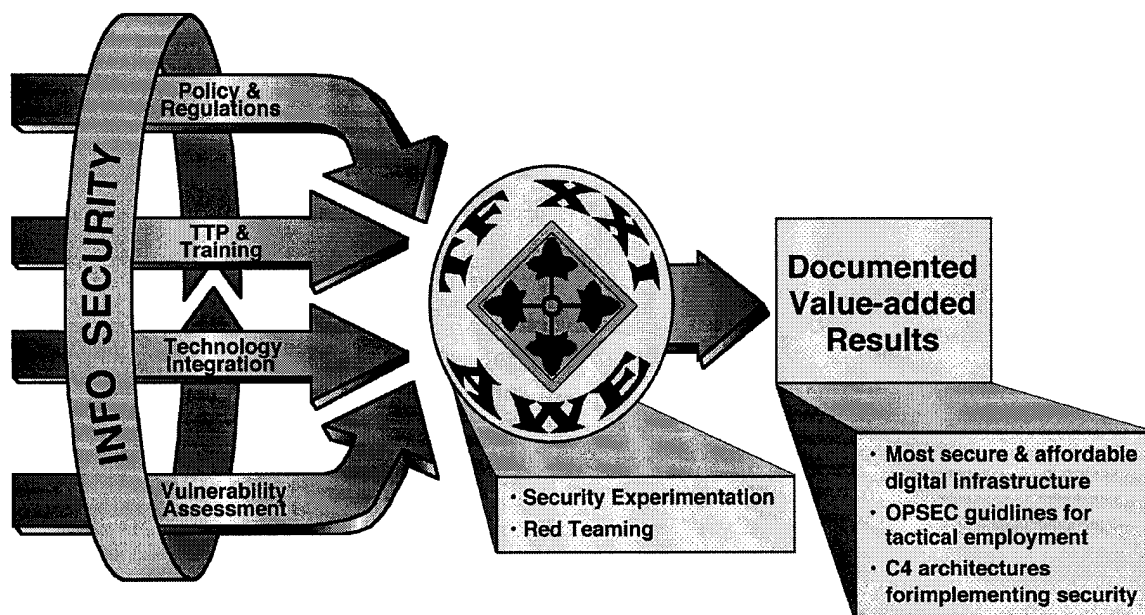 INFO SECURITY
Policy &
Regulations
TTP &
Training
Technology
Integration
Vulnerability
Assessment
TF XXI
AWE
· Security Experimentation
· Red Teaming
Documented
Value-added
Results
· Most secure & affordable
digital infrastructure
· OPSEC guidlines for
tactical employment
· C4 architectures
forimplementing security